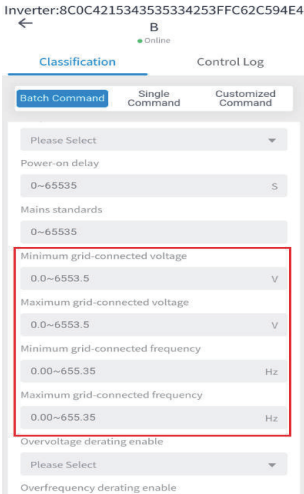 Inverter:8C0C4215343535334253FFC62C594E4
B
Online
Classification
Control Log
Batch Command
Single
Command
Customized
Command
Please Select
Power-on delay
0~65535 S
Mains standards
0~65535
Minimum grid-connected voltage
0.0~6553.5 V
Maximum grid-connected voltage
0.0~6553.5 V
Minimum grid-connected frequency
0.00~655.35 Hz
Maximum grid-connected frequency
0.00~655.35 Hz
Overvoltage derating enable
Please Select
Overfrequency derating enable